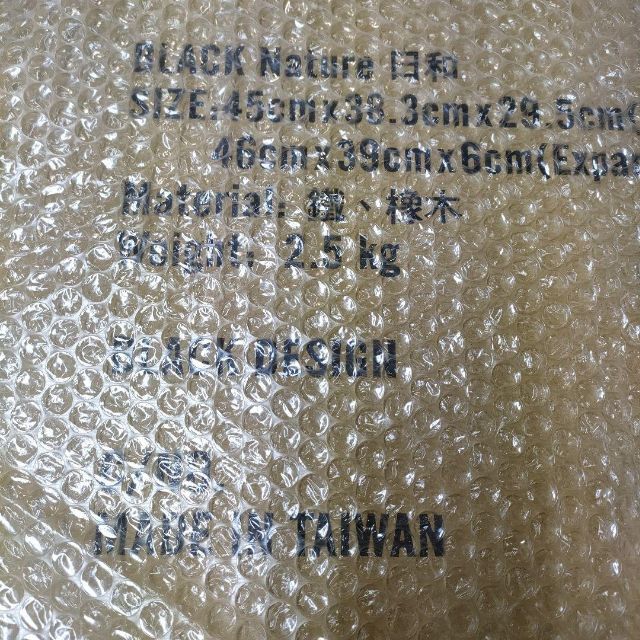 BLACK Nature 日和
SIZE:45cmx38.3cmx29.5cm(
46cmx39cmx6cm(Expa
Material: 鐵、橡木
Weight: 2.5 kg
BLACK DESIGN
MADE IN TAIWAN